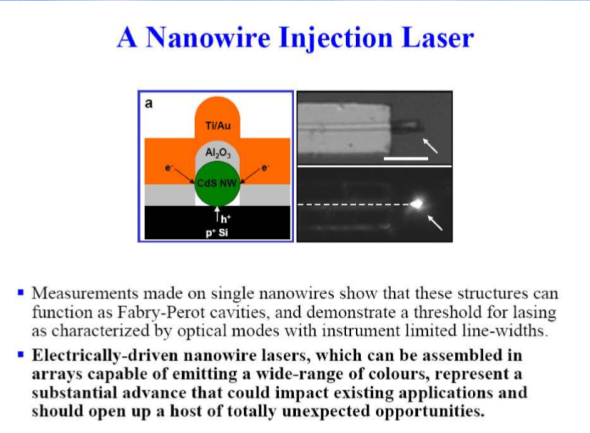 A Nanowire Injection Laser
a
Ti/Au
Al₂O₃
e⁻ e⁻
CdS NW
h⁺
p⁺ Si
▪ Measurements made on single nanowires show that these structures can
function as Fabry-Perot cavities, and demonstrate a threshold for lasing
as characterized by optical modes with instrument limited line-widths.
▪ Electrically-driven nanowire lasers, which can be assembled in
arrays capable of emitting a wide-range of colours, represent a
substantial advance that could impact existing applications and
should open up a host of totally unexpected opportunities.